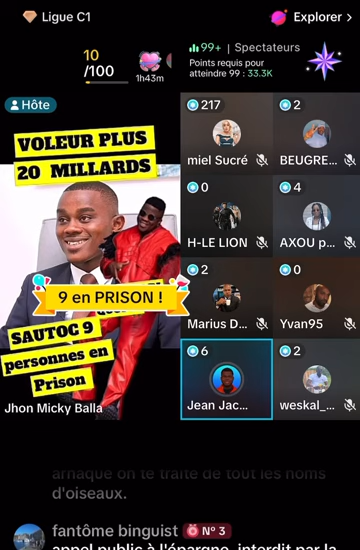 Ligue C1
Explorer >
10
/100
1h43m
99+ | Spectateurs
Points requis pour
atteindre 99 : 33.3K
Hôte
VOLEUR PLUS
20 MILLARDS
9 en PRISON !
SAUTOC 9
personnes en
Prison
Jhon Micky Balla
217
miel Sucré
2
BEUGRE...
0
H-LE LION
4
AXOU p...
2
Marius D...
0
Yvan95
6
Jean Jac...
2
weskal_...
arnaque on te traite de tout les noms
d'oiseaux.
fantôme binguist N° 3
appel public à l'épargne, interdit par la